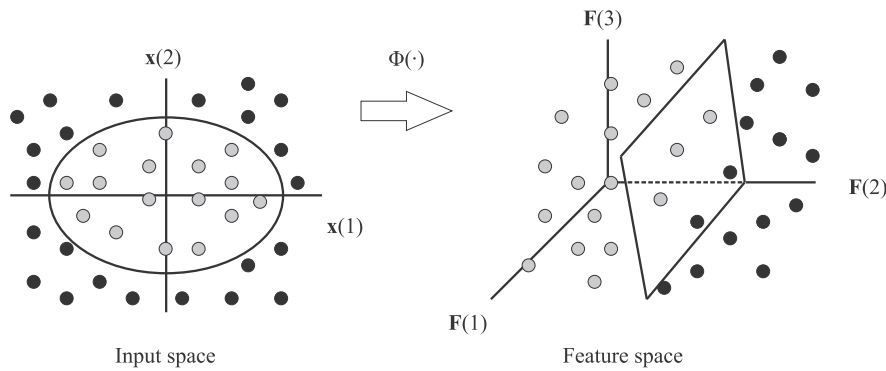 x(2)
Φ(·)
F(3)
x(1)
F(2)
F(1)
Input space
Feature space